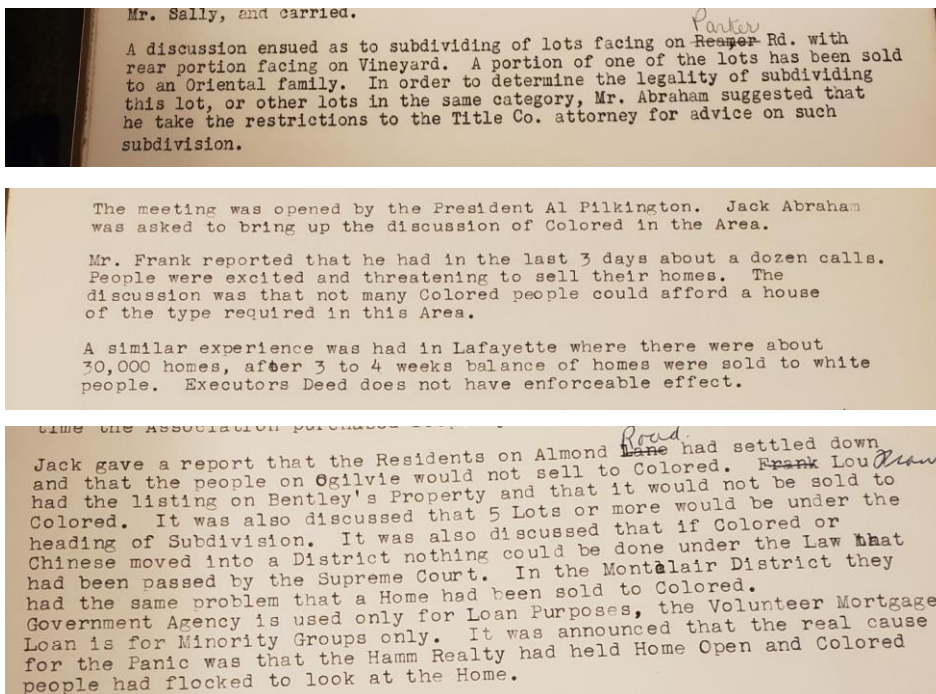 Mr. Sally, and carried.
Parker
A discussion ensued as to subdividing of lots facing on Reamer Rd. with
rear portion facing on Vineyard. A portion of one of the lots has been sold
to an Oriental family. In order to determine the legality of subdividing
this lot, or other lots in the same category, Mr. Abraham suggested that
he take the restrictions to the Title Co. attorney for advice on such
subdivision.
The meeting was opened by the President Al Pilkington. Jack Abraham
was asked to bring up the discussion of Colored in the Area.
Mr. Frank reported that he had in the last 3 days about a dozen calls.
People were excited and threatening to sell their homes. The
discussion was that not many Colored people could afford a house
of the type required in this Area.
A similar experience was had in Lafayette where there were about
30,000 homes, after 3 to 4 weeks balance of homes were sold to white
people. Executors Deed does not have enforceable effect.
time the Association purchased
Road.
Jack gave a report that the Residents on Almond Lane had settled down
and that the people on Ogilvie would not sell to Colored. Frank Lou
had the listing on Bentley's Property and that it would not be sold to
Colored. It was also discussed that 5 Lots or more would be under the
heading of Subdivision. It was also discussed that if Colored or
Chinese moved into a District nothing could be done under the Law that
had been passed by the Supreme Court. In the Montclair District they
had the same problem that a Home had been sold to Colored.
Government Agency is used only for Loan Purposes, the Volunteer Mortgage
Loan is for Minority Groups only. It was announced that the real cause
for the Panic was that the Hamm Realty had held Home Open and Colored
people had flocked to look at the Home.